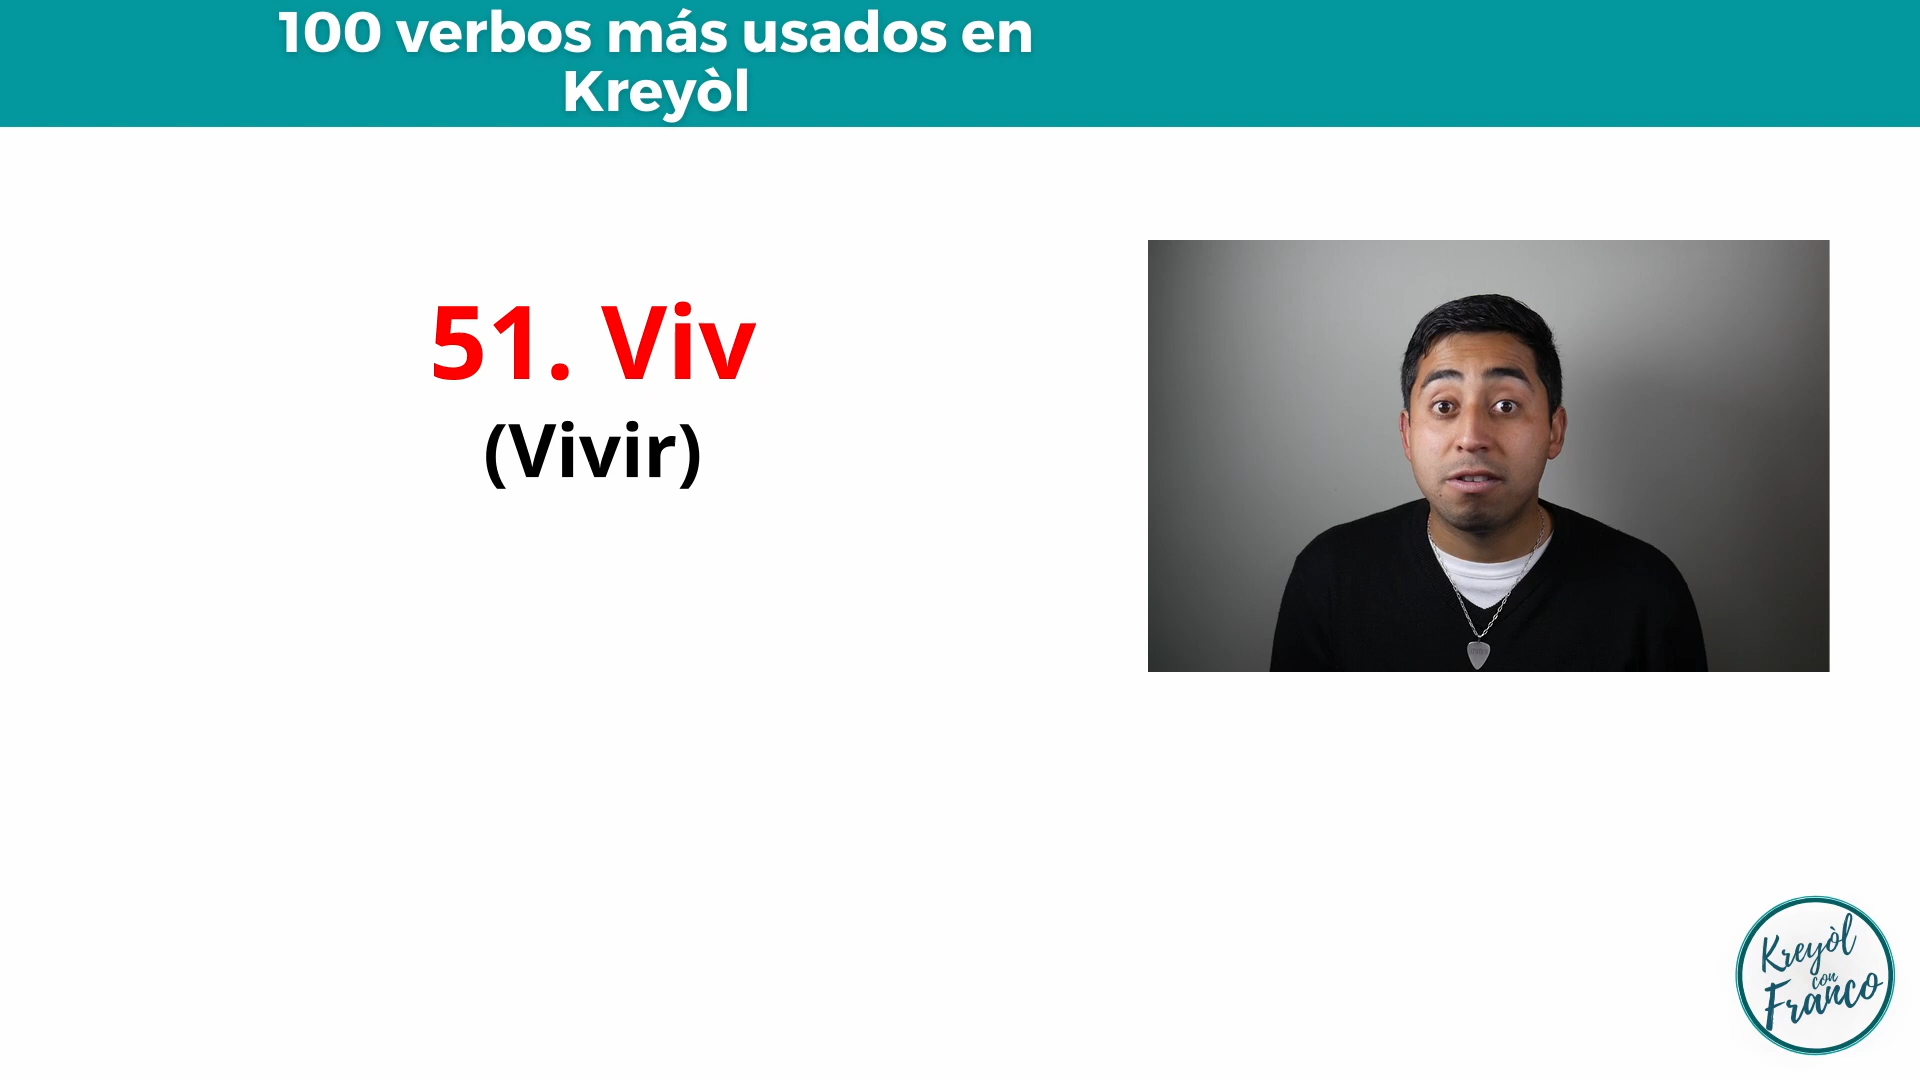 100 verbos más usados en
Kreyòl
51. Viv
(Vivir)
Kreyòl
con
Franco